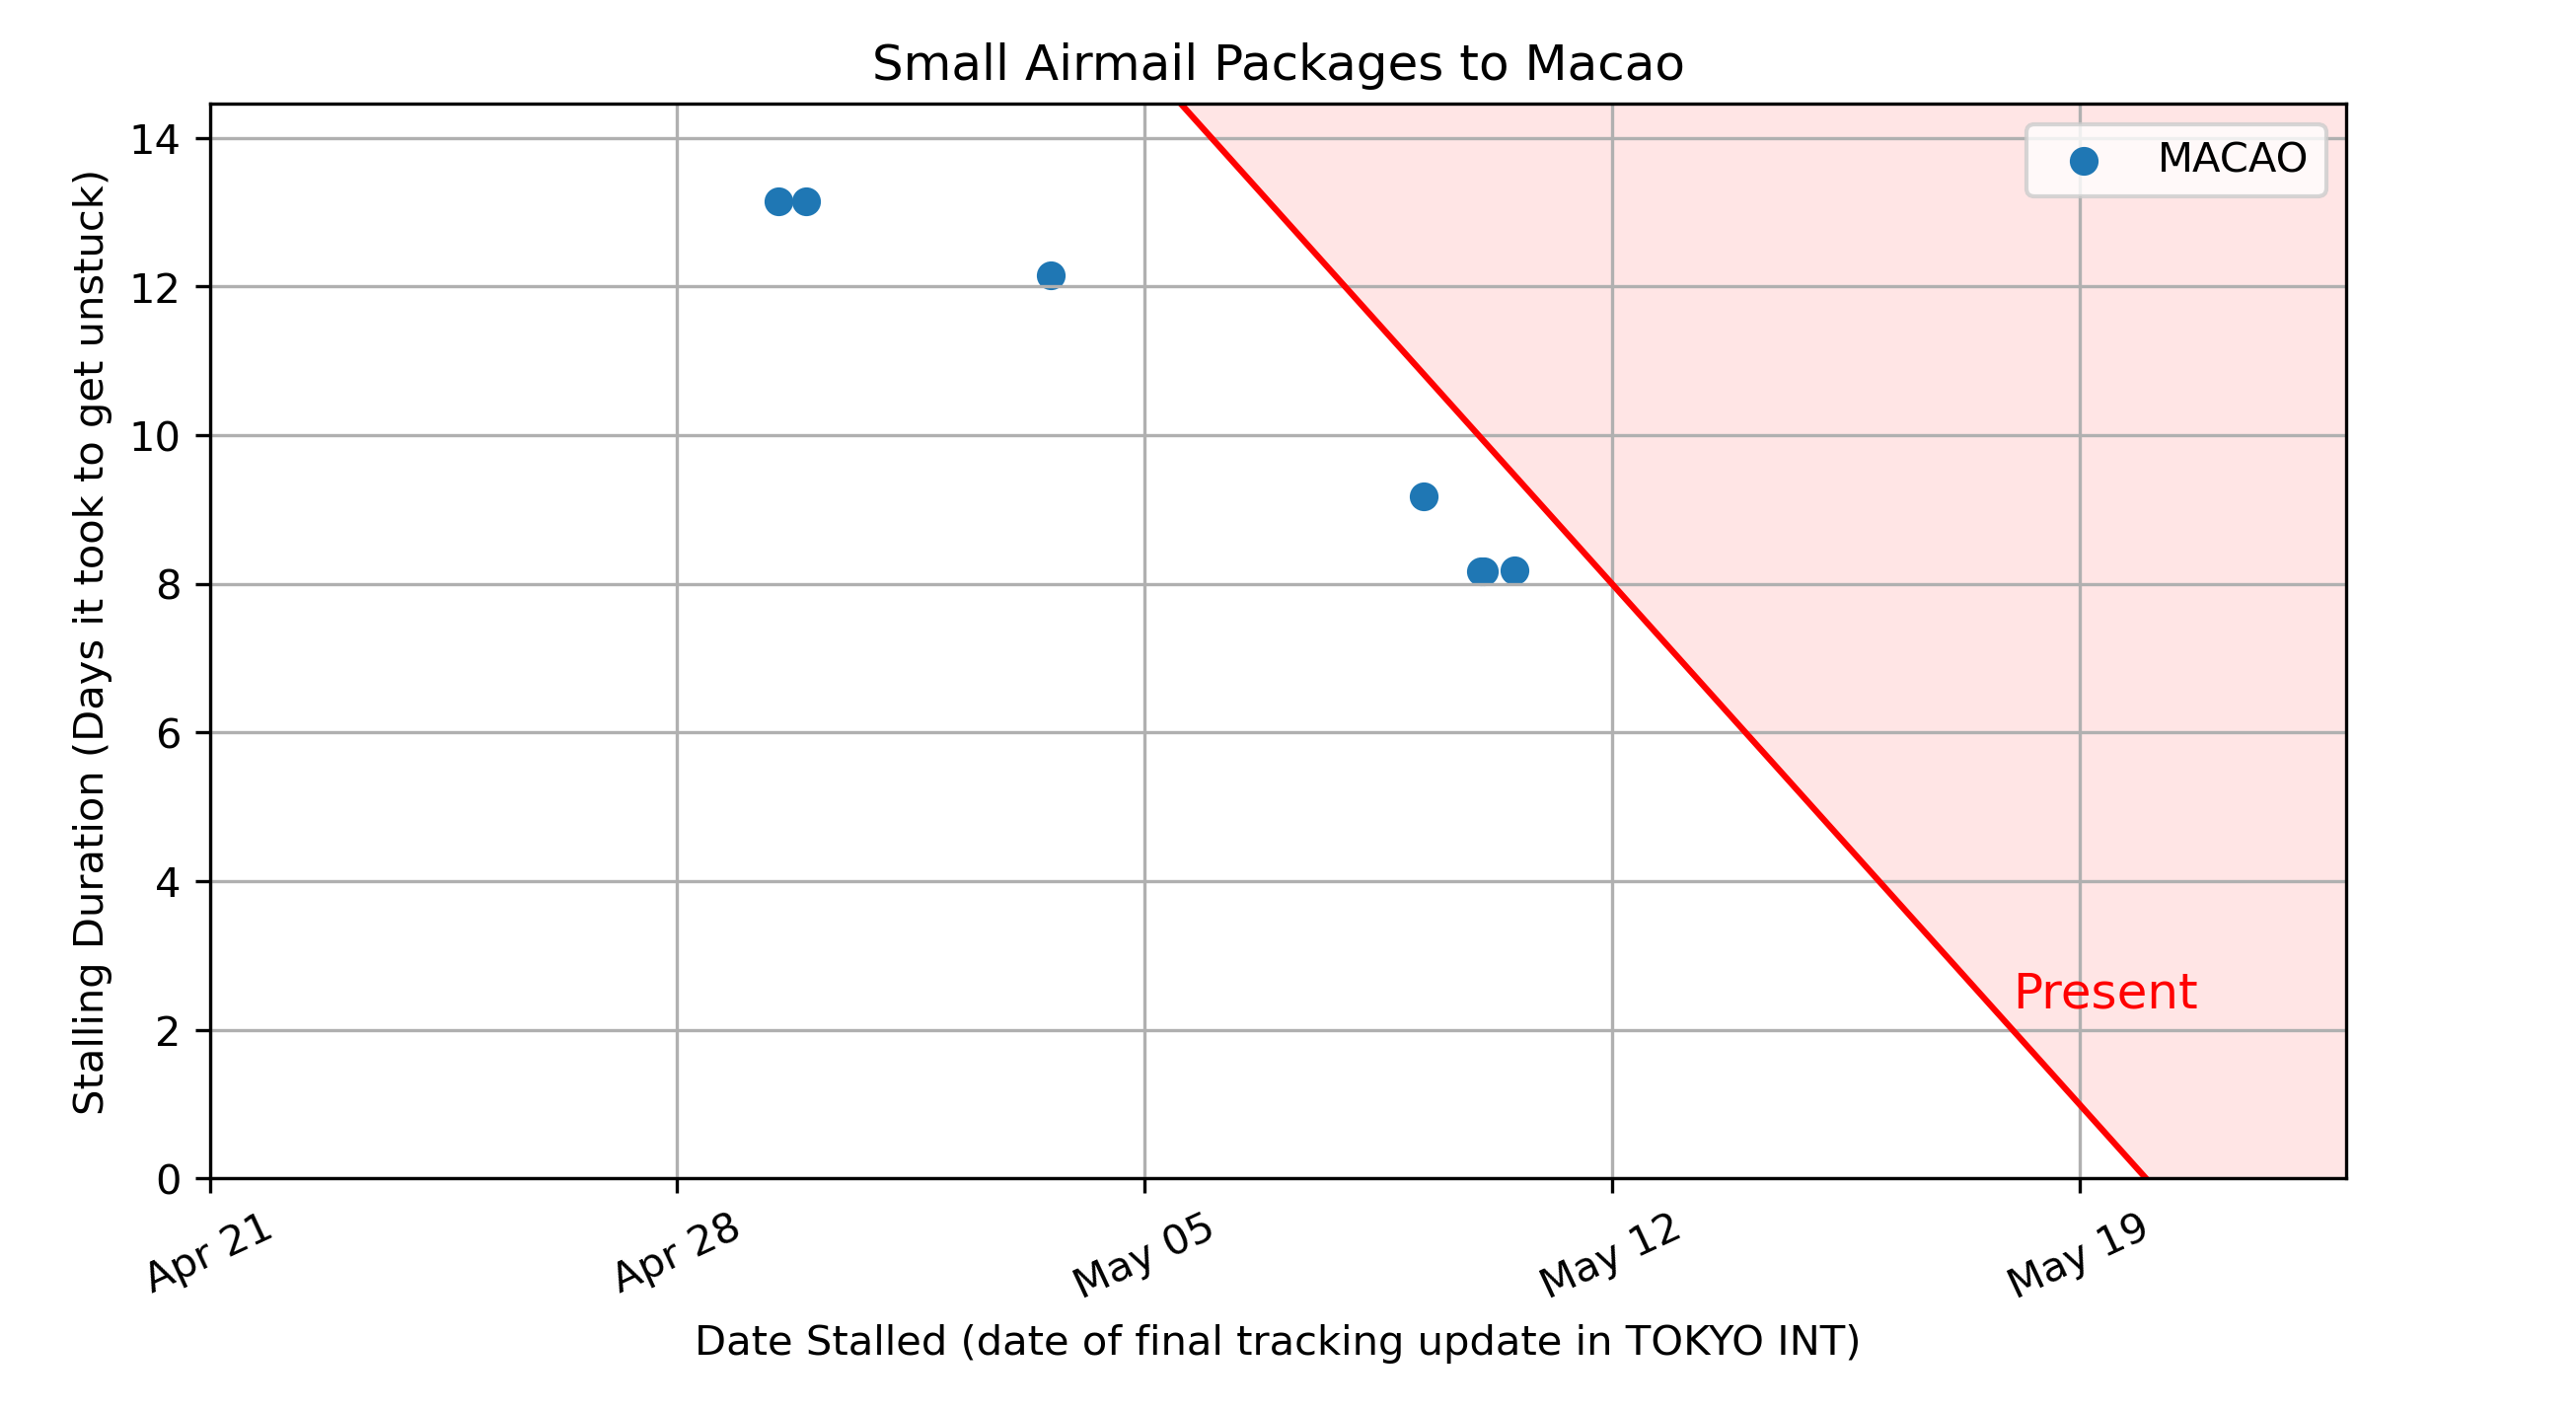 Small Airmail Packages to Macao
Stalling Duration (Days it took to get unstuck)
14
12
10
8
6
4
2
0
MACAO
Present
Apr 21
Apr 28
May 05
May 12
May 19
Date Stalled (date of final tracking update in TOKYO INT)